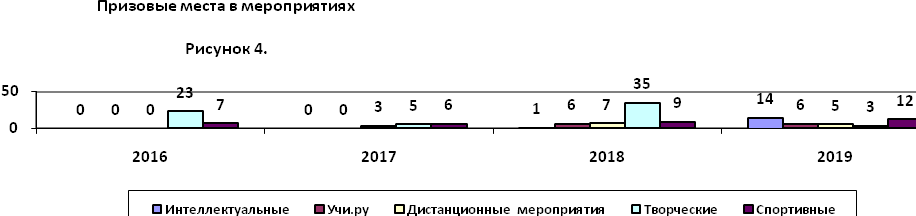 Призовые места в мероприятиях
Рисунок 4.
50
0
0 0 0 23 7
0 0 3 5 6
1 6 7 35 9
14 6 5 3 12
2016 2017 2018 2019
Интеллектуальные Учи.ру Дистанционные мероприятия Творческие Спортивные